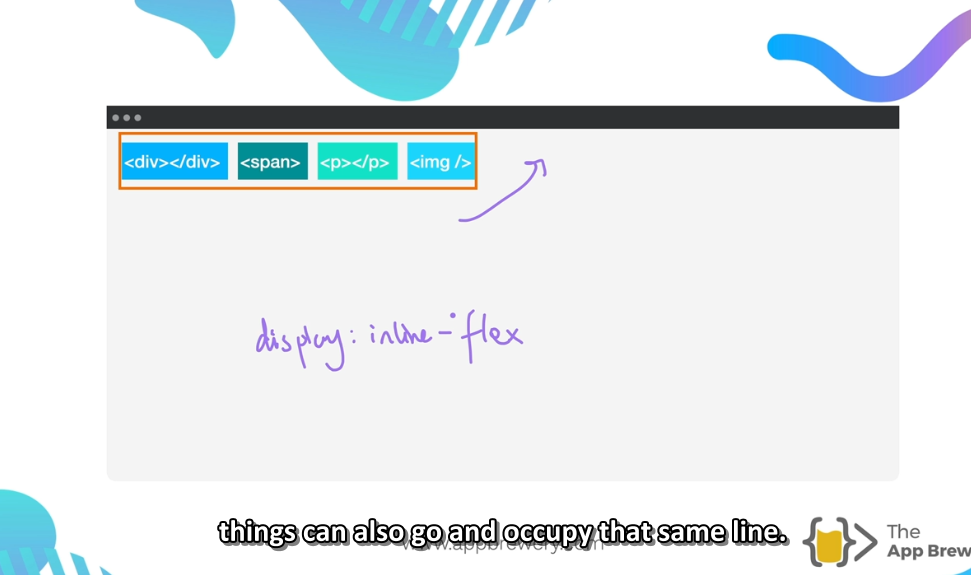 <div></div> <span> <p></p> <img />
display: inline-flex
things can also go and occupy that same line.
www.appbrewery.com
The
App Brew